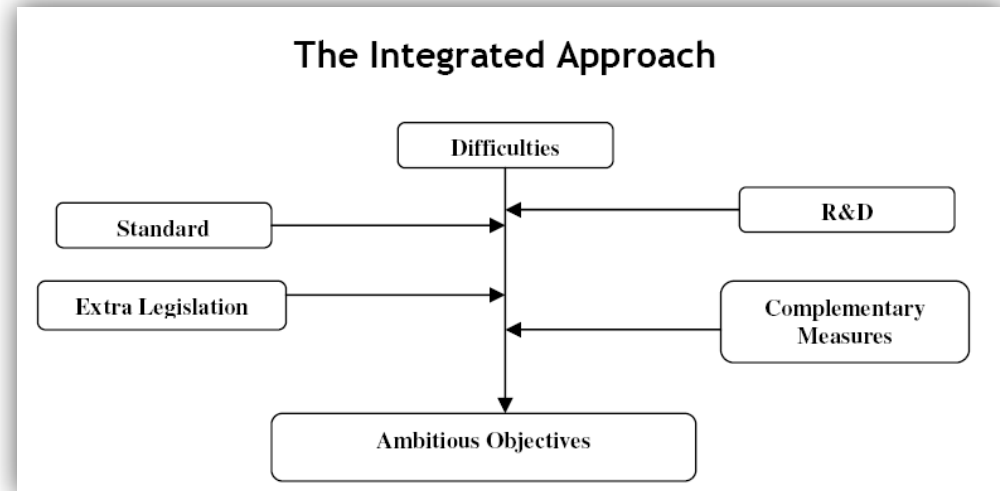 The Integrated Approach
Difficulties
R&D
Standard
Extra Legislation
Complementary
Measures
Ambitious Objectives